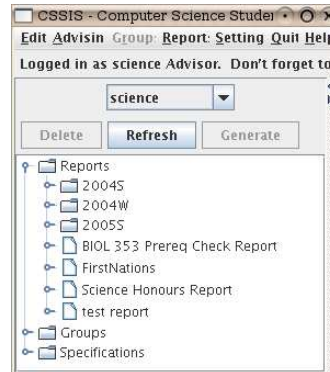 CSSIS - Computer Science Studer
Edit Advisin Group: Report: Setting Quit Help
Logged in as science Advisor. Don't forget to
science
Delete Refresh Generate
Reports
2004S
2004W
2005S
BIOL 353 Prereq Check Report
FirstNations
Science Honours Report
test report
Groups
Specifications